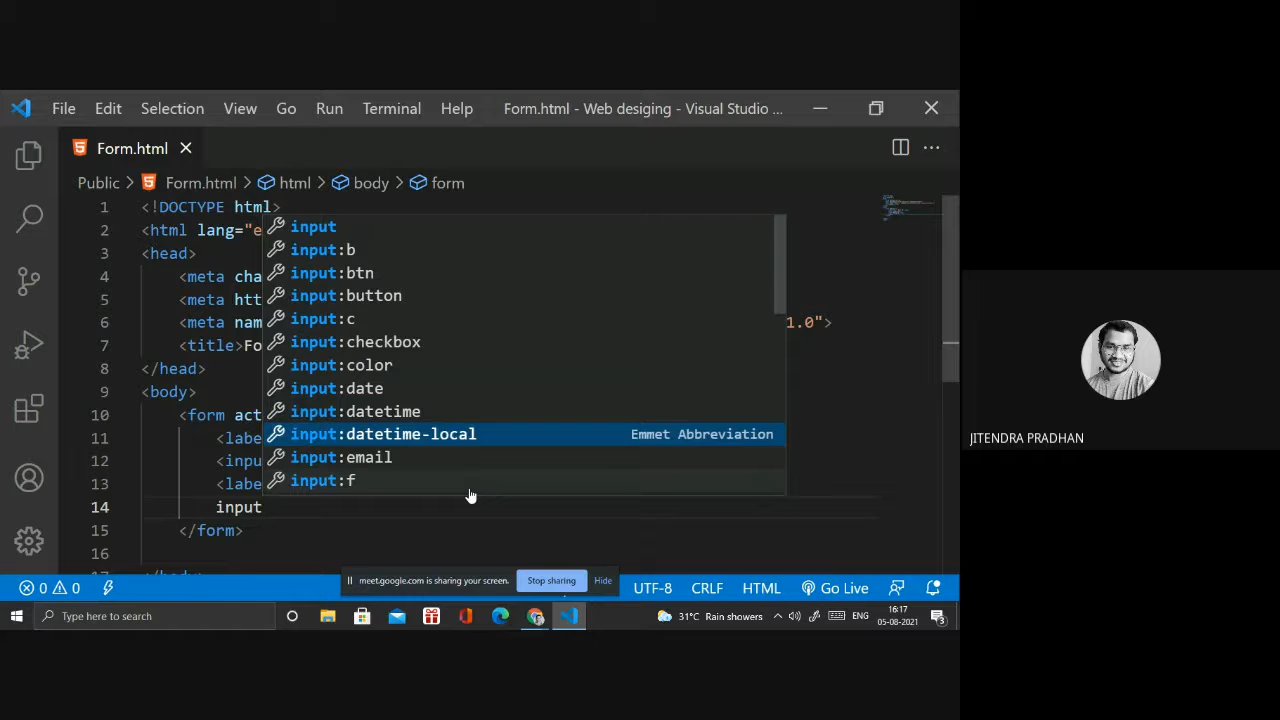 File Edit Selection View Go Run Terminal Help Form.html - Web desiging - Visual Studio ...
Form.html
Public > Form.html > html > body > form
1 <!DOCTYPE html>
2 <html lang="e
3 <head>
4 <meta cha
5 <meta htt
6 <meta nam 1.0">
7 <title>Fo
8 </head>
9 <body>
10 <form act
11 <labe
12 <inpu
13 <labe
14 input
15 </form>
16
input
input:b
input:btn
input:button
input:c
input:checkbox
input:color
input:date
input:datetime
input:datetime-local Emmet Abbreviation
input:email
input:f
JITENDRA PRADHAN
0 0 UTF-8 CRLF HTML Go Live
meet.google.com is sharing your screen. Stop sharing Hide
Type here to search
31°C Rain showers ENG 16:17
05-08-2021
3